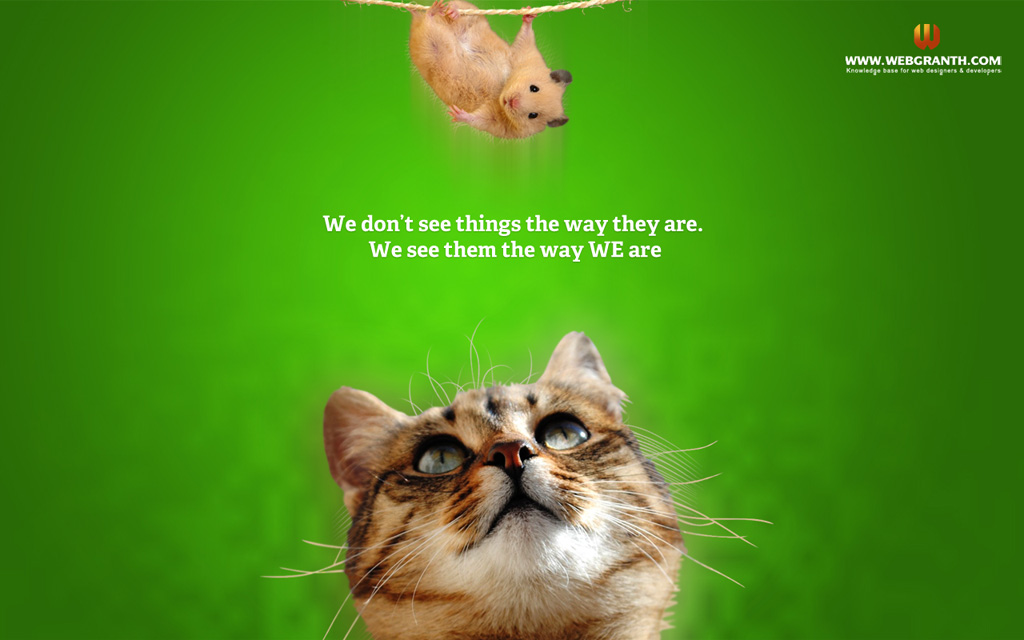 WWW.WEBGRANTH.COM
Knowledge base for web designers & developers
We don't see things the way they are.
We see them the way WE are